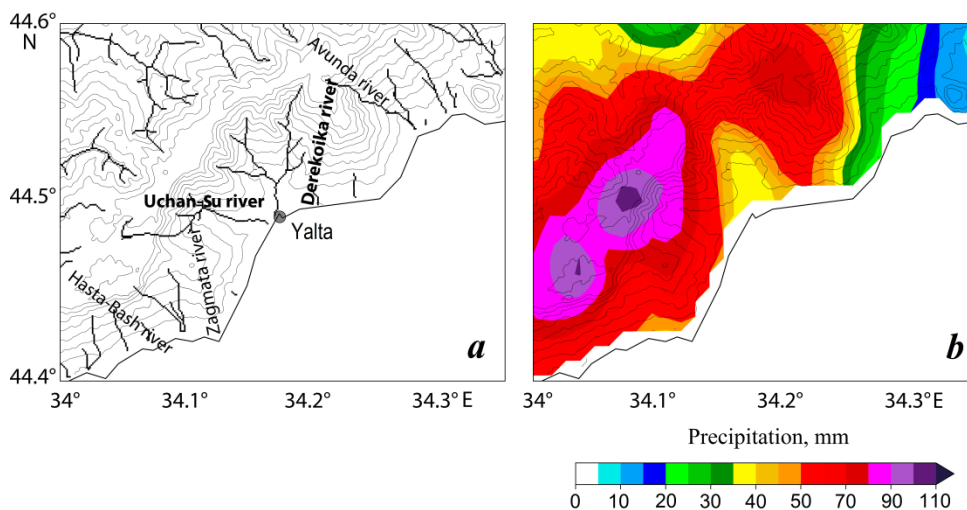 44.6°
N
Avunda river
Derekoika river
44.5°
Uchan-Su river
Yalta
Zagmata river
Hasta-Bash river
a
44.4°
34°
34.1°
34.2°
34.3° E
b
34°
34.1°
34.2°
34.3°E
Precipitation, mm
0 10 20 30 40 50 70 90 110